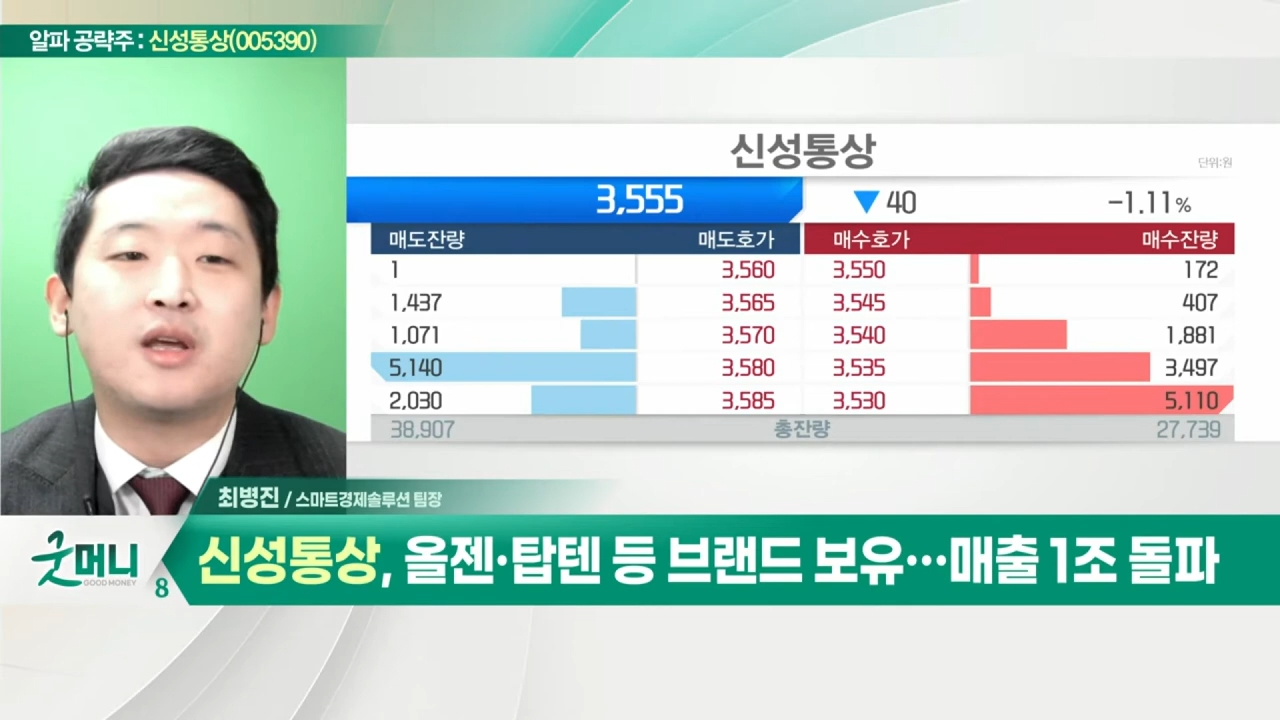 알파 공략주 : 신성통상(005390)
신성통상
단위:원
3,555 ▼40 -1.11%
매도잔량 매도호가 매수호가 매수잔량
1 3,560 3,550 172
1,437 3,565 3,545 407
1,071 3,570 3,540 1,881
5,140 3,580 3,535 3,497
2,030 3,585 3,530 5,110
38,907 총잔량 27,739
최병진 / 스마트경제솔루션 팀장
굿머니
GOOD MONEY
8
신성통상, 올젠·탑텐 등 브랜드 보유…매출 1조 돌파